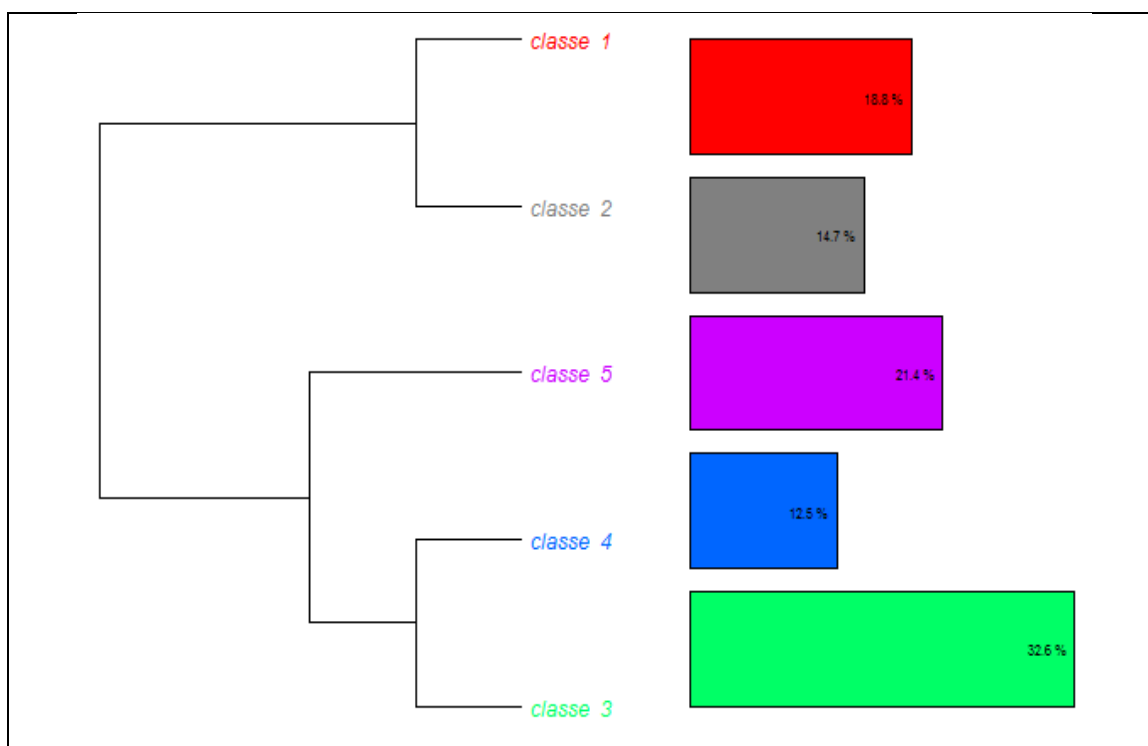 classe 1
18.8 %
classe 2
14.7 %
classe 5
21.4 %
classe 4
12.5 %
classe 3
32.6 %